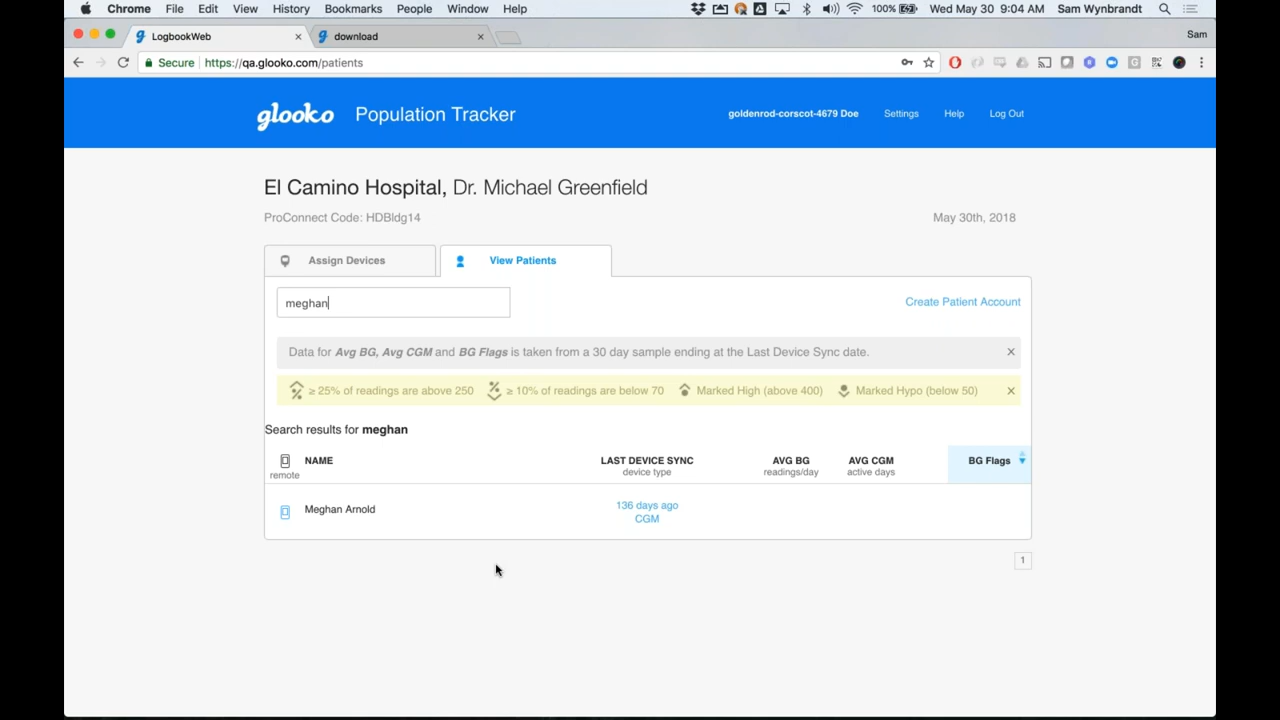 Chrome File Edit View History Bookmarks People Window Help 100% Wed May 30 9:04 AM Sam Wynbrandt
LogbookWeb download Sam
Secure https://qa.glooko.com/patients
glooko Population Tracker goldenrod-corscot-4679 Doe Settings Help Log Out
El Camino Hospital, Dr. Michael Greenfield
ProConnect Code: HDBldg14 May 30th, 2018
Assign Devices View Patients
meghan Create Patient Account
Data for Avg BG, Avg CGM and BG Flags is taken from a 30 day sample ending at the Last Device Sync date.
≥ 25% of readings are above 250 ≥ 10% of readings are below 70 Marked High (above 400) Marked Hypo (below 50)
Search results for meghan
NAME LAST DEVICE SYNC AVG BG AVG CGM BG Flags
remote device type readings/day active days
Meghan Arnold 136 days ago
CGM
1